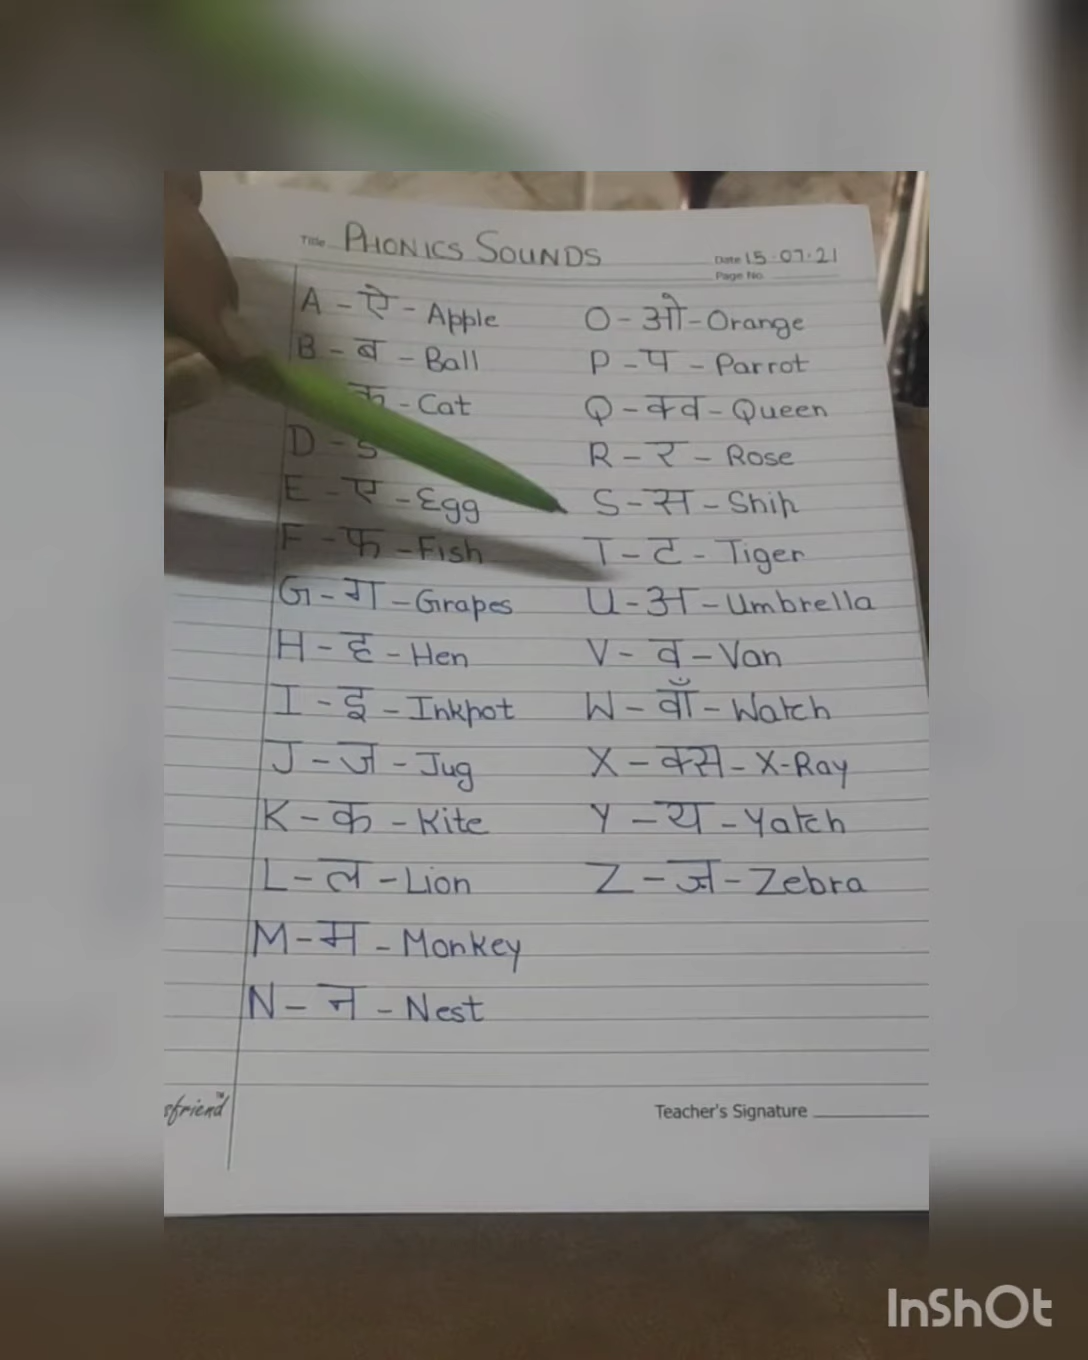 Title PHONICS SOUNDS
Date 15-07-21
Page No.
A - ऐ - Apple
B - ब - Ball
क - Cat
D - ड
E - ए - Egg
F - फ - Fish
G - ग - Grapes
H - ह - Hen
I - इ - Inkpot
J - ज - Jug
K - क - Kite
L - ल - Lion
M - म - Monkey
N - न - Nest
O - ओ - Orange
P - प - Parrot
Q - क्व - Queen
R - र - Rose
S - स - Ship
T - ट - Tiger
U - अ - Umbrella
V - व - Van
W - वॉं - Watch
X - क्स - X-Ray
Y - य - Yatch
Z - ज - Zebra
sfriend™
Teacher's Signature
InShOt